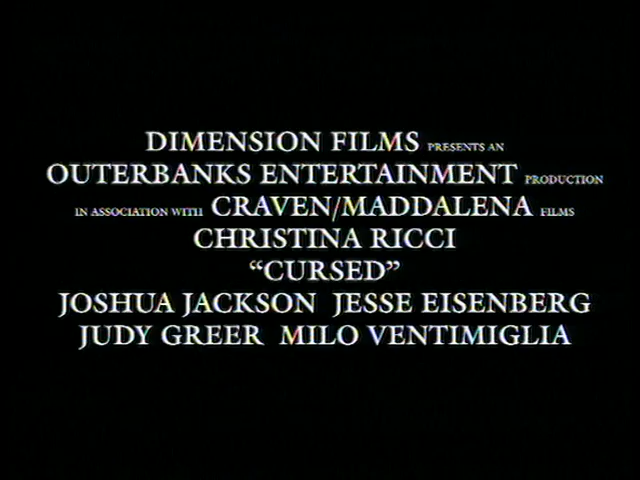 DIMENSION FILMS PRESENTS AN
OUTERBANKS ENTERTAINMENT PRODUCTION
IN ASSOCIATION WITH CRAVEN/MADDALENA FILMS
CHRISTINA RICCI
“CURSED”
JOSHUA JACKSON JESSE EISENBERG
JUDY GREER MILO VENTIMIGLIA